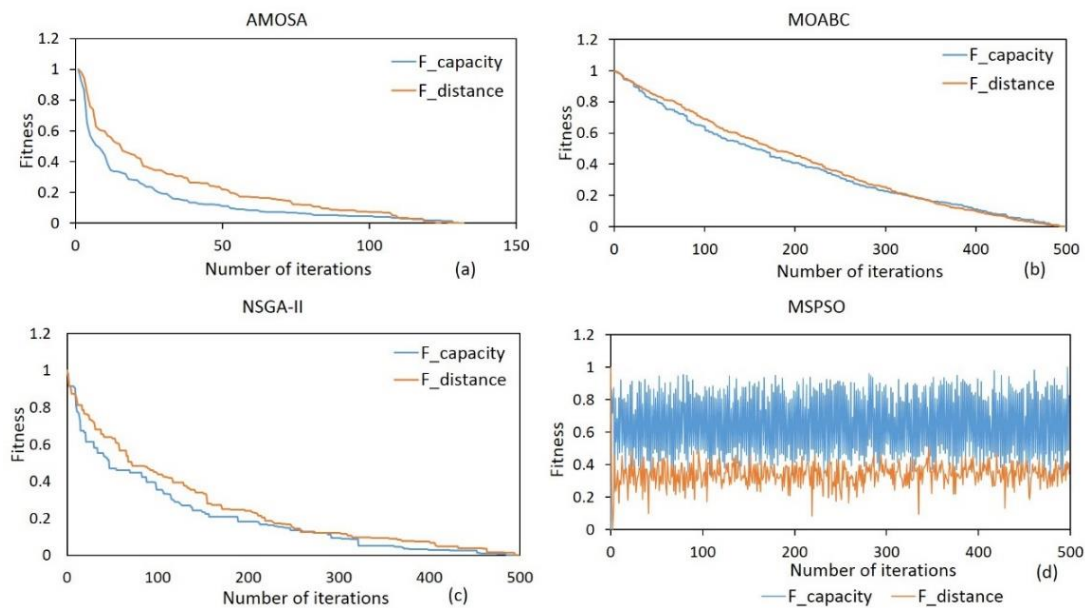 AMOSA
1.2
1
0.8
0.6
0.4
0.2
0
Fitness
F_capacity
F_distance
0 50 100 150
Number of iterations (a)
MOABC
1.2
1
0.8
0.6
0.4
0.2
0
Fitness
F_capacity
F_distance
0 100 200 300 400 500
Number of iterations (b)
NSGA-II
1.2
1
0.8
0.6
0.4
0.2
0
Fitness
F_capacity
F_distance
0 100 200 300 400 500
Number of iterations (c)
MSPSO
1.2
1
0.8
0.6
0.4
0.2
0
Fitness
0 100 200 300 400 500
Number of iterations (d)
F_capacity F_distance